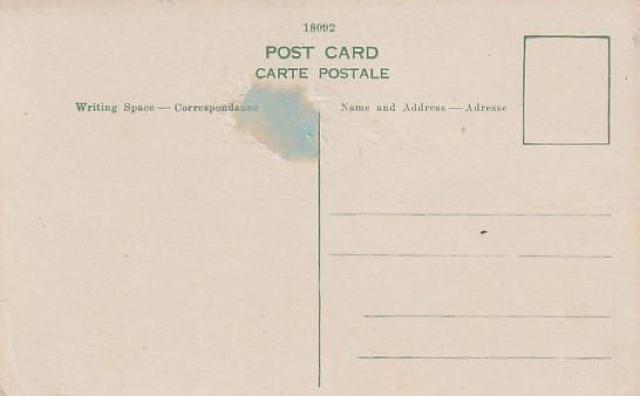 18092
POST CARD
CARTE POSTALE
Writing Space — Correspondance
Name and Address — Adresse